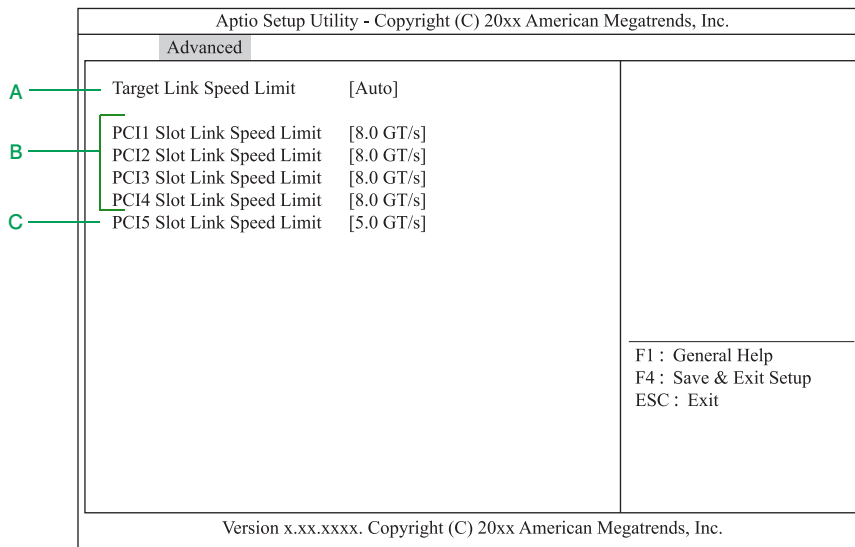 Aptio Setup Utility - Copyright (C) 20xx American Megatrends, Inc.
Advanced
A
Target Link Speed Limit [Auto]
B
PCI1 Slot Link Speed Limit [8.0 GT/s]
PCI2 Slot Link Speed Limit [8.0 GT/s]
PCI3 Slot Link Speed Limit [8.0 GT/s]
PCI4 Slot Link Speed Limit [8.0 GT/s]
C
PCI5 Slot Link Speed Limit [5.0 GT/s]
F1 : General Help
F4 : Save & Exit Setup
ESC : Exit
Version x.xx.xxxx. Copyright (C) 20xx American Megatrends, Inc.